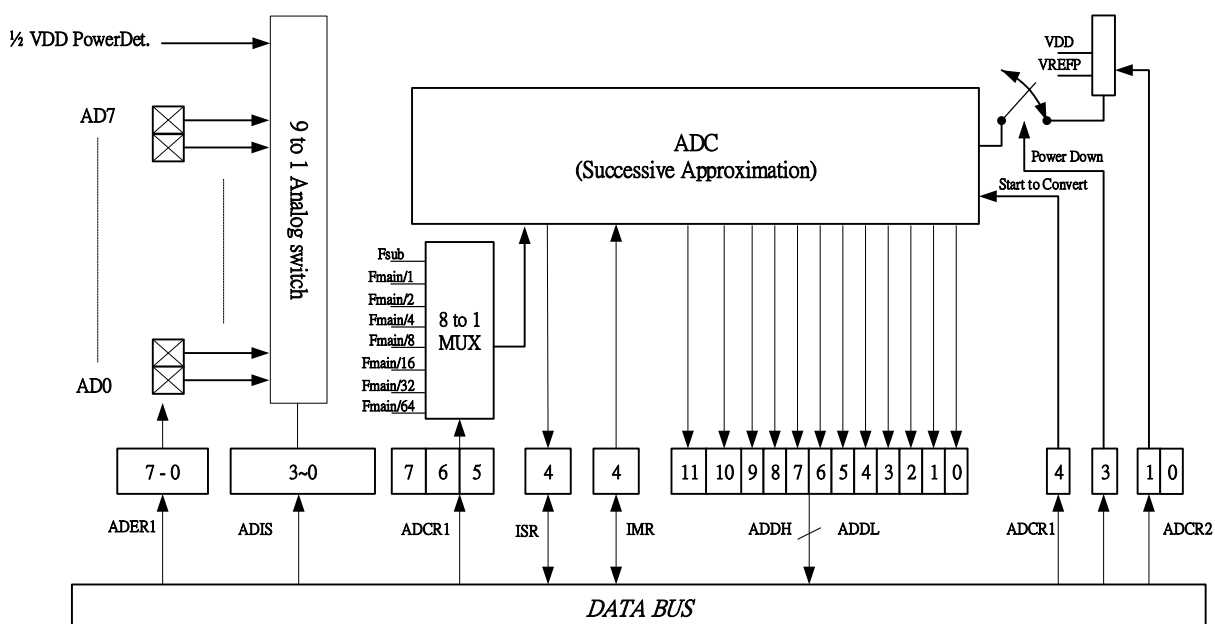 ½ VDD PowerDet.
AD7
AD0
9 to 1 Analog switch
ADC
(Successive Approximation)
VDD
VREFP
Power Down
Start to Convert
Fsub
Fmain/1
Fmain/2
Fmain/4
Fmain/8
Fmain/16
Fmain/32
Fmain/64
8 to 1
MUX
7 - 0
3~0
7 6 5
4
4
11 10 9 8 7 6 5 4 3 2 1 0
4
3
1 0
ADER1
ADIS
ADCR1
ISR
IMR
ADDH
ADDL
ADCR1
ADCR2
DATA BUS